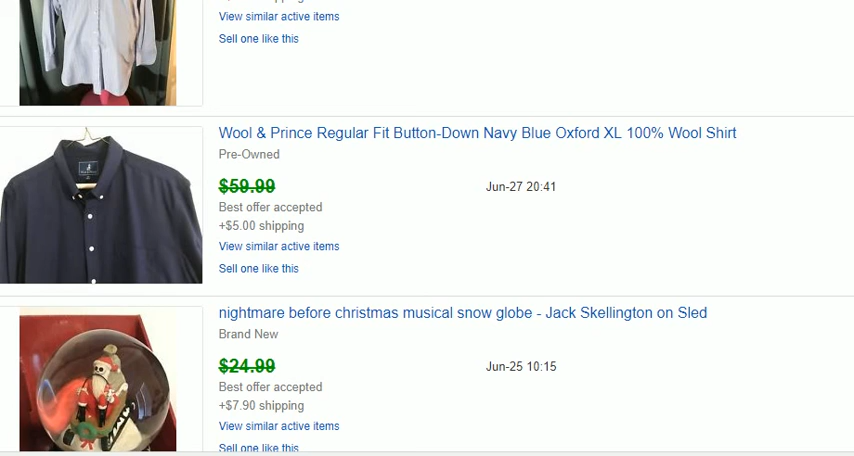 View similar active items
Sell one like this
Wool & Prince Regular Fit Button-Down Navy Blue Oxford XL 100% Wool Shirt
Pre-Owned
$59.99
Jun-27 20:41
Best offer accepted
+$5.00 shipping
View similar active items
Sell one like this
nightmare before christmas musical snow globe - Jack Skellington on Sled
Brand New
$24.99
Jun-25 10:15
Best offer accepted
+$7.90 shipping
View similar active items
Sell one like this